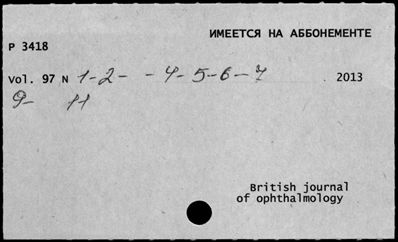 ИМЕЕТСЯ НА АББОНЕМЕНТЕ
P 3418
Vol. 97 N 1-2- -4-5-6-7 2013
9- 11
British journal
of ophthalmology